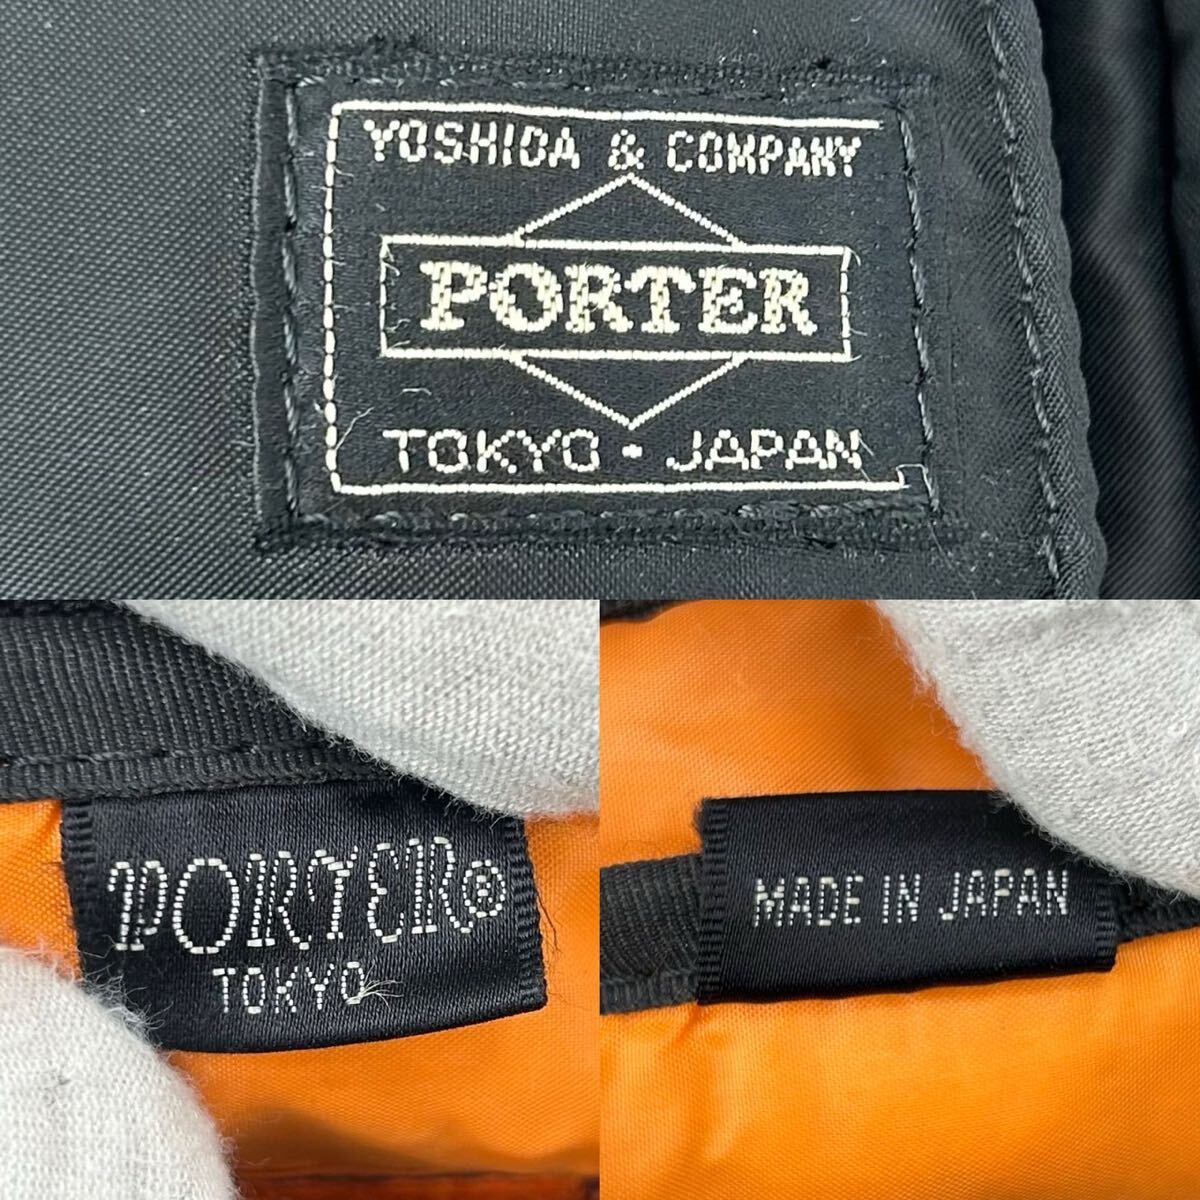 YOSHIDA & COMPANY
PORTER
TOKYO - JAPAN
PORTER®
TOKYO
MADE IN JAPAN